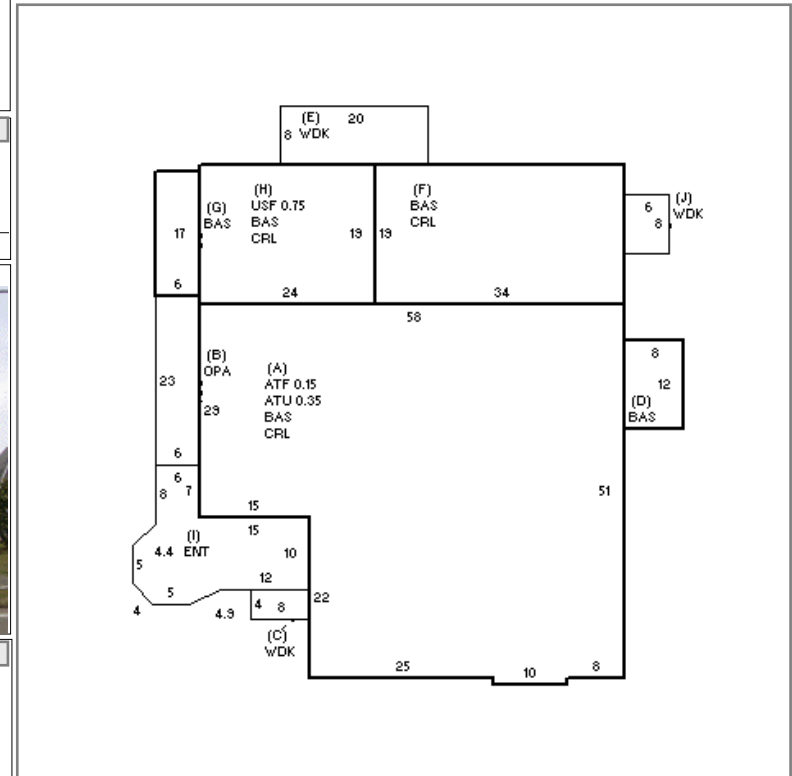 (E) 20
8 WDK
(G)
BAS
17
6
(H)
USF 0.75
BAS
CRL
19
24
(F)
BAS
CRL
19
34
6
8
(J)
WDK
58
(B)
OPA
23
29
6
(A)
ATF 0.15
ATU 0.35
BAS
CRL
8
12
(D)
BAS
51
6
8 7
15
15
(I)
4.4 ENT
10
5
12
5
4
4.9
4 8
22
(C)
WDK
25
10
8